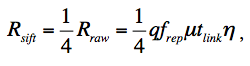 R_sift = 1/4 R_raw = 1/4 q f_rep μ t_link η ,